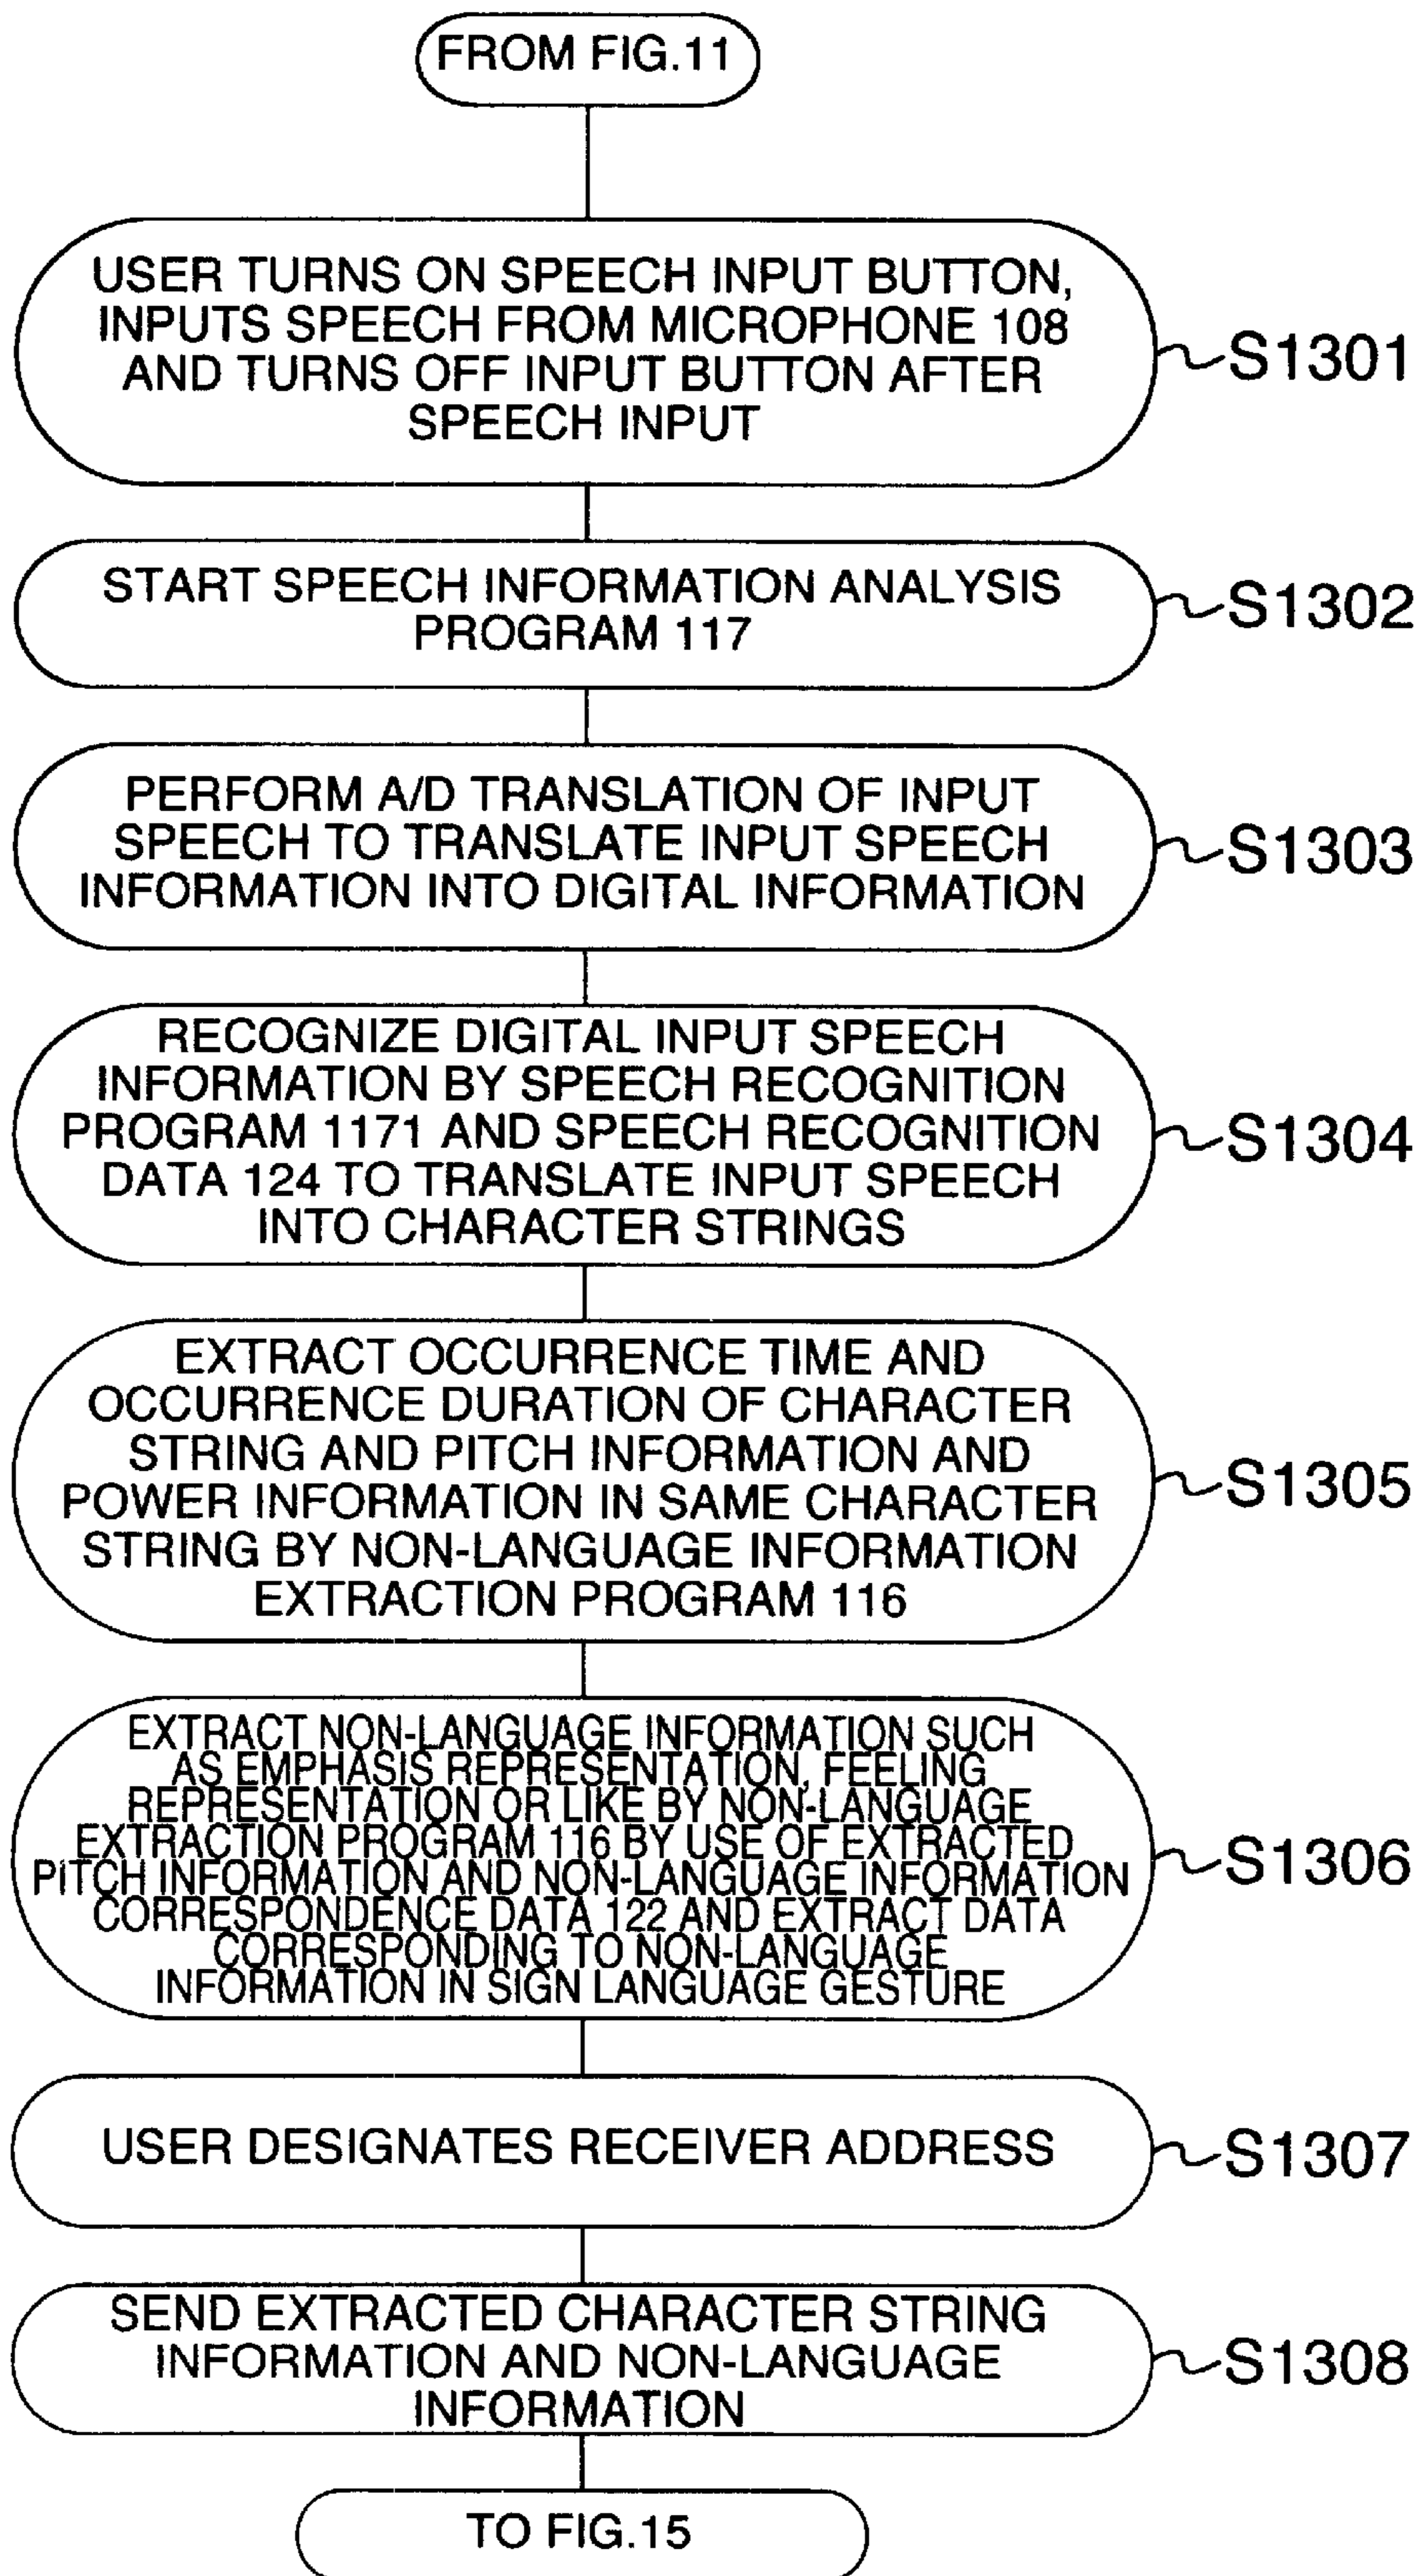 FROM FIG.11
USER TURNS ON SPEECH INPUT BUTTON,
INPUTS SPEECH FROM MICROPHONE 108
AND TURNS OFF INPUT BUTTON AFTER
SPEECH INPUT
S1301
START SPEECH INFORMATION ANALYSIS
PROGRAM 117
S1302
PERFORM A/D TRANSLATION OF INPUT
SPEECH TO TRANSLATE INPUT SPEECH
INFORMATION INTO DIGITAL INFORMATION
S1303
RECOGNIZE DIGITAL INPUT SPEECH
INFORMATION BY SPEECH RECOGNITION
PROGRAM 1171 AND SPEECH RECOGNITION
DATA 124 TO TRANSLATE INPUT SPEECH
INTO CHARACTER STRINGS
S1304
EXTRACT OCCURRENCE TIME AND
OCCURRENCE DURATION OF CHARACTER
STRING AND PITCH INFORMATION AND
POWER INFORMATION IN SAME CHARACTER
STRING BY NON-LANGUAGE INFORMATION
EXTRACTION PROGRAM 116
S1305
EXTRACT NON-LANGUAGE INFORMATION SUCH
AS EMPHASIS REPRESENTATION, FEELING
REPRESENTATION OR LIKE BY NON-LANGUAGE
EXTRACTION PROGRAM 116 BY USE OF EXTRACTED
PITCH INFORMATION AND NON-LANGUAGE INFORMATION
CORRESPONDENCE DATA 122 AND EXTRACT DATA
CORRESPONDING TO NON-LANGUAGE
INFORMATION IN SIGN LANGUAGE GESTURE
S1306
USER DESIGNATES RECEIVER ADDRESS
S1307
SEND EXTRACTED CHARACTER STRING
INFORMATION AND NON-LANGUAGE
INFORMATION
S1308
TO FIG.15